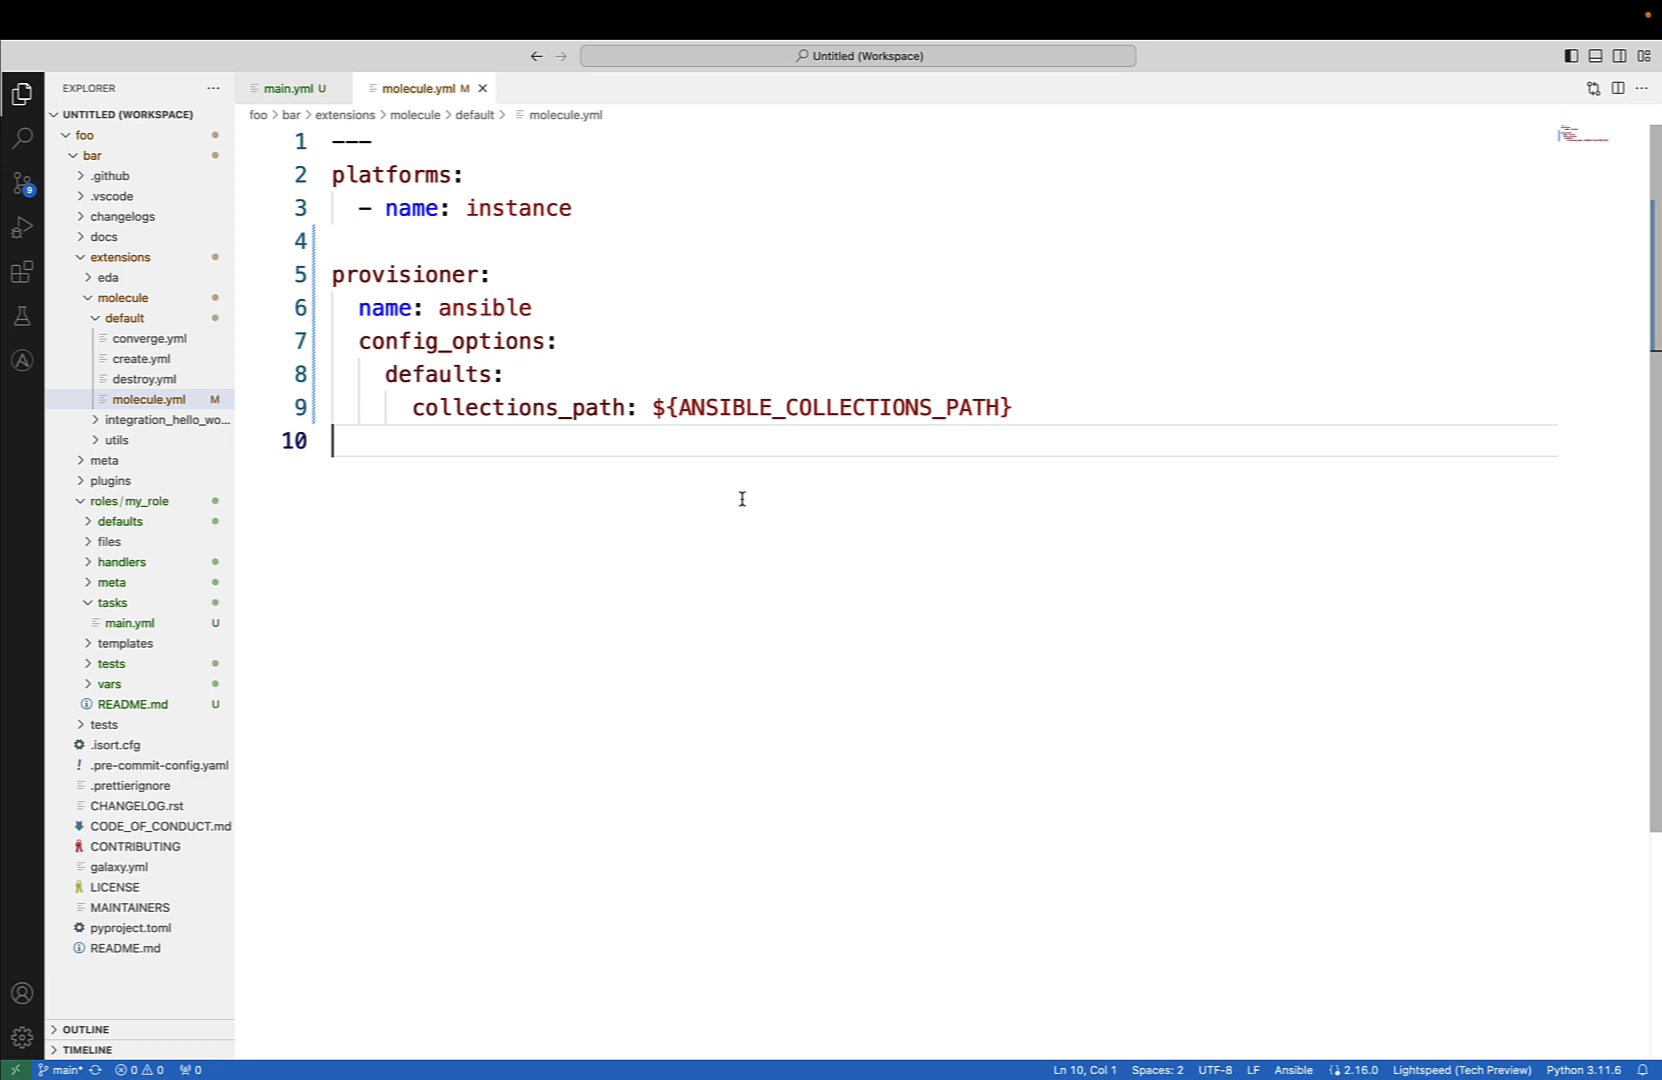 Untitled (Workspace)
EXPLORER
UNTITLED (WORKSPACE)
foo
bar
.github
.vscode
changelogs
docs
extensions
eda
molecule
default
converge.yml
create.yml
destroy.yml
molecule.yml M
integration_hello_wo...
utils
meta
plugins
roles/my_role
defaults
files
handlers
meta
tasks
main.yml U
templates
tests
vars
README.md U
tests
.isort.cfg
.pre-commit-config.yaml
.prettierignore
CHANGELOG.rst
CODE_OF_CONDUCT.md
CONTRIBUTING
galaxy.yml
LICENSE
MAINTAINERS
pyproject.toml
README.md
OUTLINE
TIMELINE
9
main.yml U molecule.yml M
foo > bar > extensions > molecule > default > molecule.yml
1 ---
2 platforms:
3 - name: instance
4
5 provisioner:
6 name: ansible
7 config_options:
8 defaults:
9 collections_path: ${ANSIBLE_COLLECTIONS_PATH}
10
main* 0 0 0 Ln 10, Col 1 Spaces: 2 UTF-8 LF Ansible 2.16.0 Lightspeed (Tech Preview) Python 3.11.6